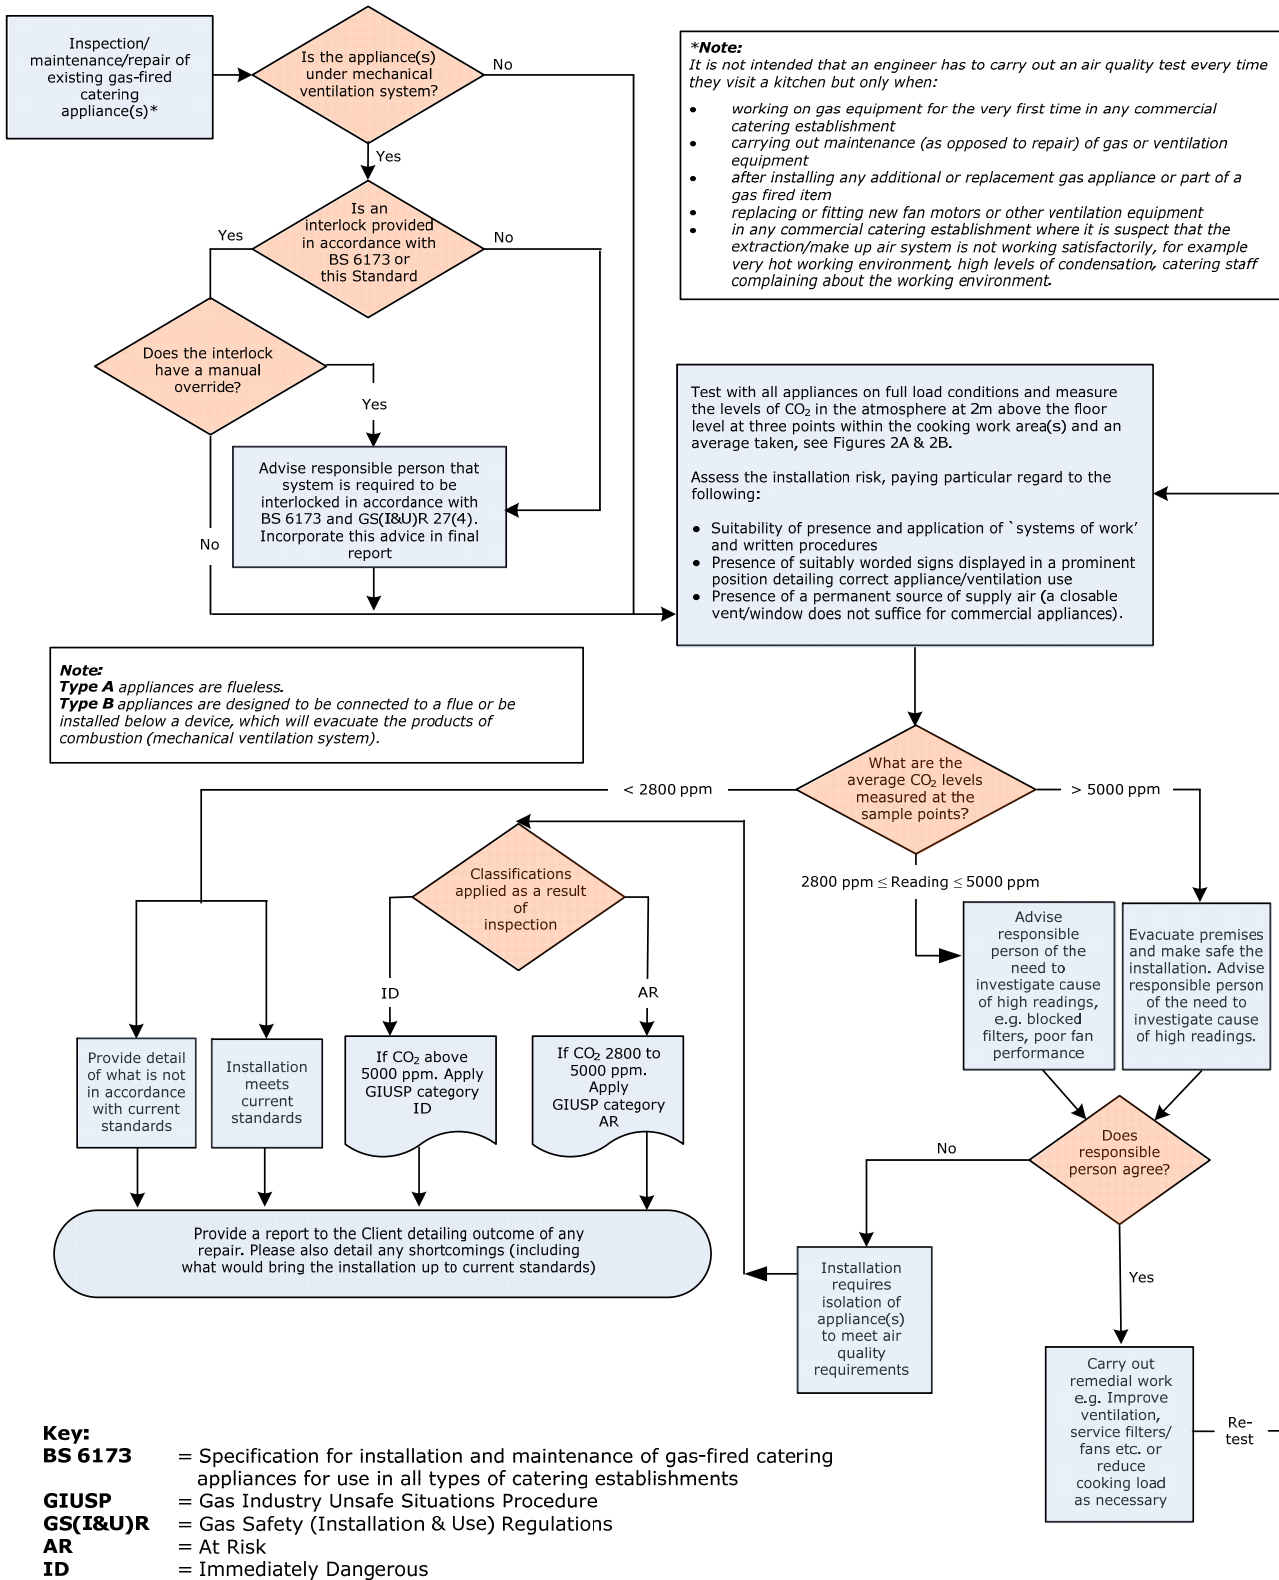 Inspection/
maintenance/repair of
existing gas-fired
catering
appliance(s)*
Is the appliance(s)
under mechanical
ventilation system?
No
Yes
*Note:
It is not intended that an engineer has to carry out an air quality test every time
they visit a kitchen but only when:
• working on gas equipment for the very first time in any commercial
catering establishment
• carrying out maintenance (as opposed to repair) of gas or ventilation
equipment
• after installing any additional or replacement gas appliance or part of a
gas fired item
• replacing or fitting new fan motors or other ventilation equipment
• in any commercial catering establishment where it is suspect that the
extraction/make up air system is not working satisfactorily, for example
very hot working environment, high levels of condensation, catering staff
complaining about the working environment.
Is an
interlock provided
in accordance with
BS 6173 or
this Standard
Yes
No
Does the interlock
have a manual
override?
Yes
No
Advise responsible person that
system is required to be
interlocked in accordance with
BS 6173 and GS(I&U)R 27(4).
Incorporate this advice in final
report
Test with all appliances on full load conditions and measure
the levels of CO₂ in the atmosphere at 2m above the floor
level at three points within the cooking work area(s) and an
average taken, see Figures 2A & 2B.
Assess the installation risk, paying particular regard to the
following:
• Suitability of presence and application of `systems of work’
and written procedures
• Presence of suitably worded signs displayed in a prominent
position detailing correct appliance/ventilation use
• Presence of a permanent source of supply air (a closable
vent/window does not suffice for commercial appliances).
Note:
Type A appliances are flueless.
Type B appliances are designed to be connected to a flue or be
installed below a device, which will evacuate the products of
combustion (mechanical ventilation system).
What are the
average CO₂ levels
measured at the
sample points?
< 2800 ppm
> 5000 ppm
2800 ppm ≤ Reading ≤ 5000 ppm
Classifications
applied as a result
of
inspection
ID
AR
Advise
responsible
person of the
need to
investigate cause
of high readings,
e.g. blocked
filters, poor fan
performance
Evacuate premises
and make safe the
installation. Advise
responsible person
of the need to
investigate cause
of high readings.
Provide detail
of what is not
in accordance
with current
standards
Installation
meets
current
standards
If CO₂ above
5000 ppm. Apply
GIUSP category
ID
If CO₂ 2800 to
5000 ppm.
Apply
GIUSP category
AR
Does
responsible
person agree?
No
Yes
Provide a report to the Client detailing outcome of any
repair. Please also detail any shortcomings (including
what would bring the installation up to current standards)
Installation
requires
isolation of
appliance(s)
to meet air
quality
requirements
Carry out
remedial work
e.g. Improve
ventilation,
service filters/
fans etc. or
reduce
cooking load
as necessary
Re-
test
Key:
BS 6173 = Specification for installation and maintenance of gas-fired catering
appliances for use in all types of catering establishments
GIUSP = Gas Industry Unsafe Situations Procedure
GS(I&U)R = Gas Safety (Installation & Use) Regulations
AR = At Risk
ID = Immediately Dangerous